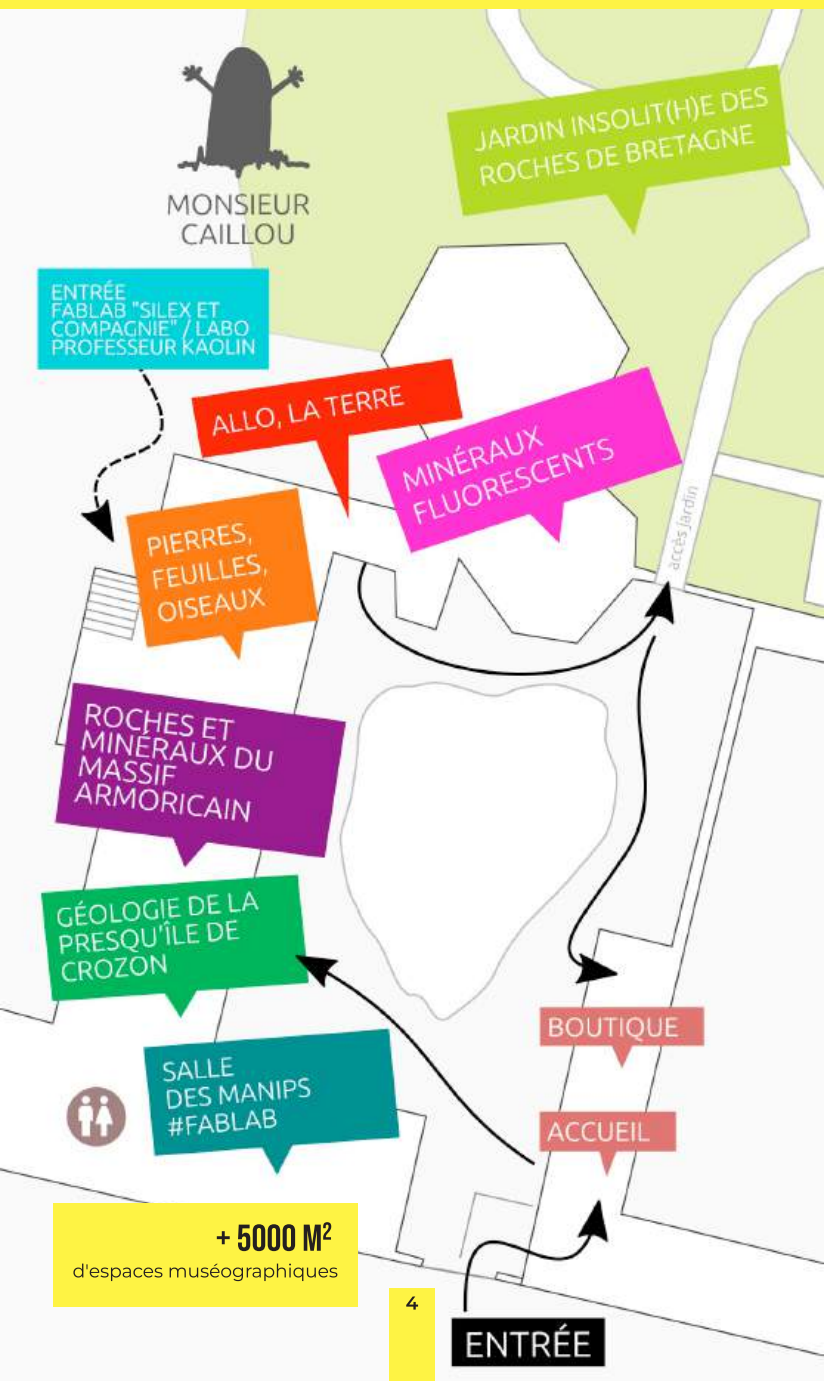 MONSIEUR
CAILLOU
JARDIN INSOLIT(H)E DES
ROCHES DE BRETAGNE
ENTRÉE
FABLAB "SILEX ET
COMPAGNIE" / LABO
PROFESSEUR KAOLIN
ALLO, LA TERRE
MINÉRAUX
FLUORESCENTS
accès jardin
PIERRES,
FEUILLES,
OISEAUX
ROCHES ET
MINÉRAUX DU
MASSIF
ARMORICAIN
GÉOLOGIE DE LA
PRESQU'ÎLE DE
CROZON
BOUTIQUE
SALLE
DES MANIPS
#FABLAB
ACCUEIL
+ 5000 M²
d'espaces muséographiques
4
ENTRÉE